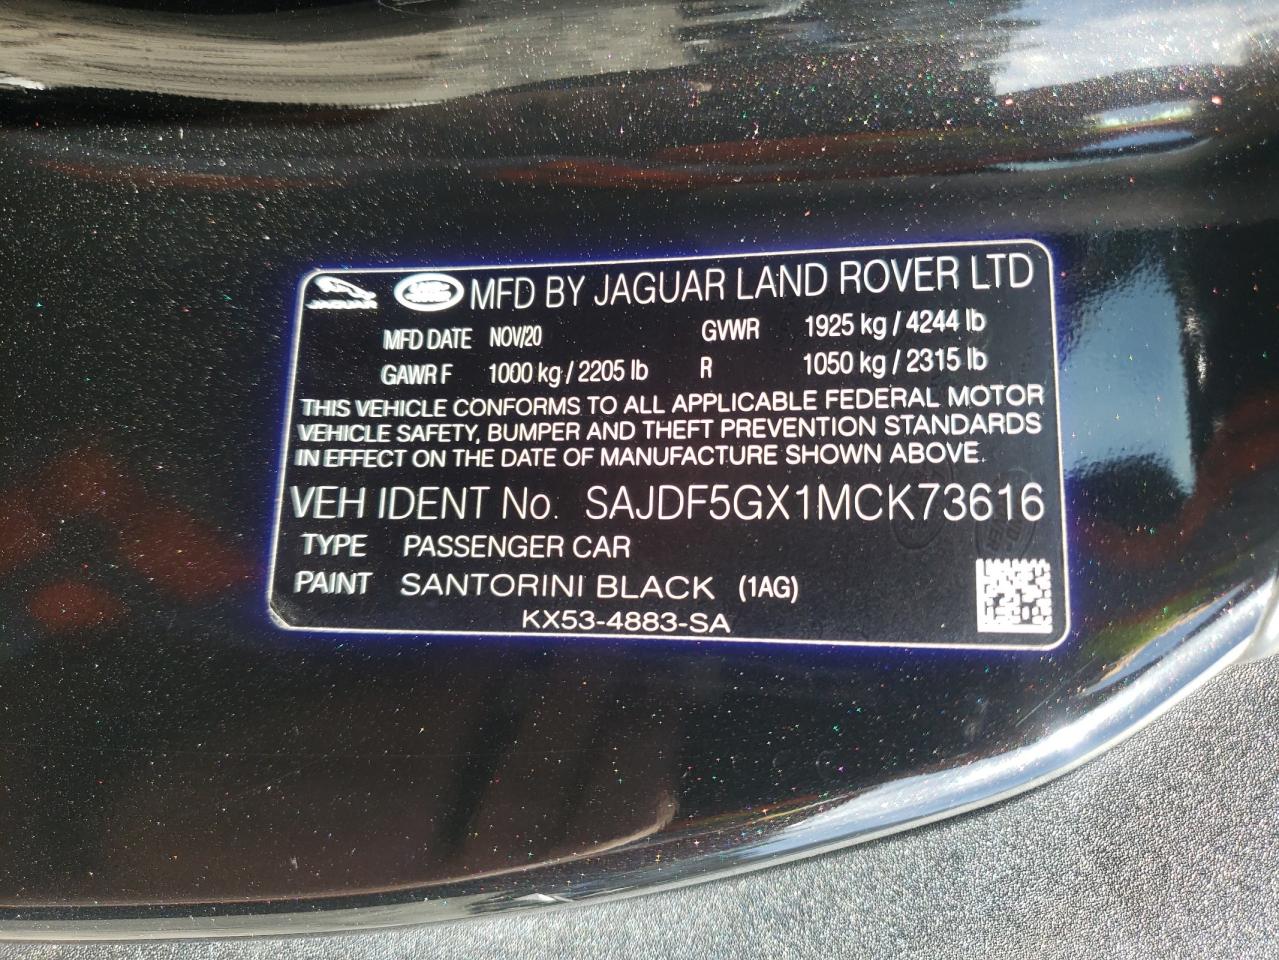 MFD BY JAGUAR LAND ROVER LTD
MFD DATE NOV/20 GVWR 1925 kg / 4244 lb
GAWR F 1000 kg / 2205 lb R 1050 kg / 2315 lb
THIS VEHICLE CONFORMS TO ALL APPLICABLE FEDERAL MOTOR
VEHICLE SAFETY, BUMPER AND THEFT PREVENTION STANDARDS
IN EFFECT ON THE DATE OF MANUFACTURE SHOWN ABOVE.
VEH IDENT No. SAJDF5GX1MCK73616
TYPE PASSENGER CAR
PAINT SANTORINI BLACK (1AG)
KX53-4883-SA